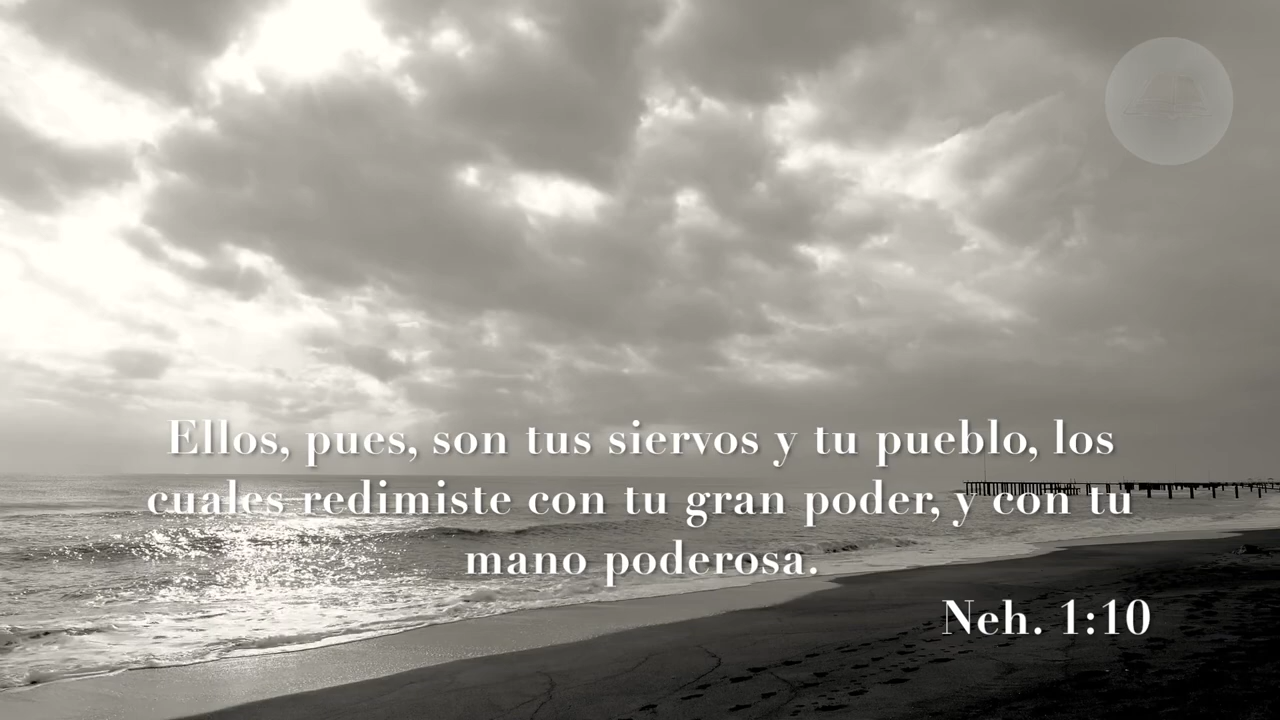 Ellos, pues, son tus siervos y tu pueblo, los
cuales redimiste con tu gran poder, y con tu
mano poderosa.
Neh. 1:10